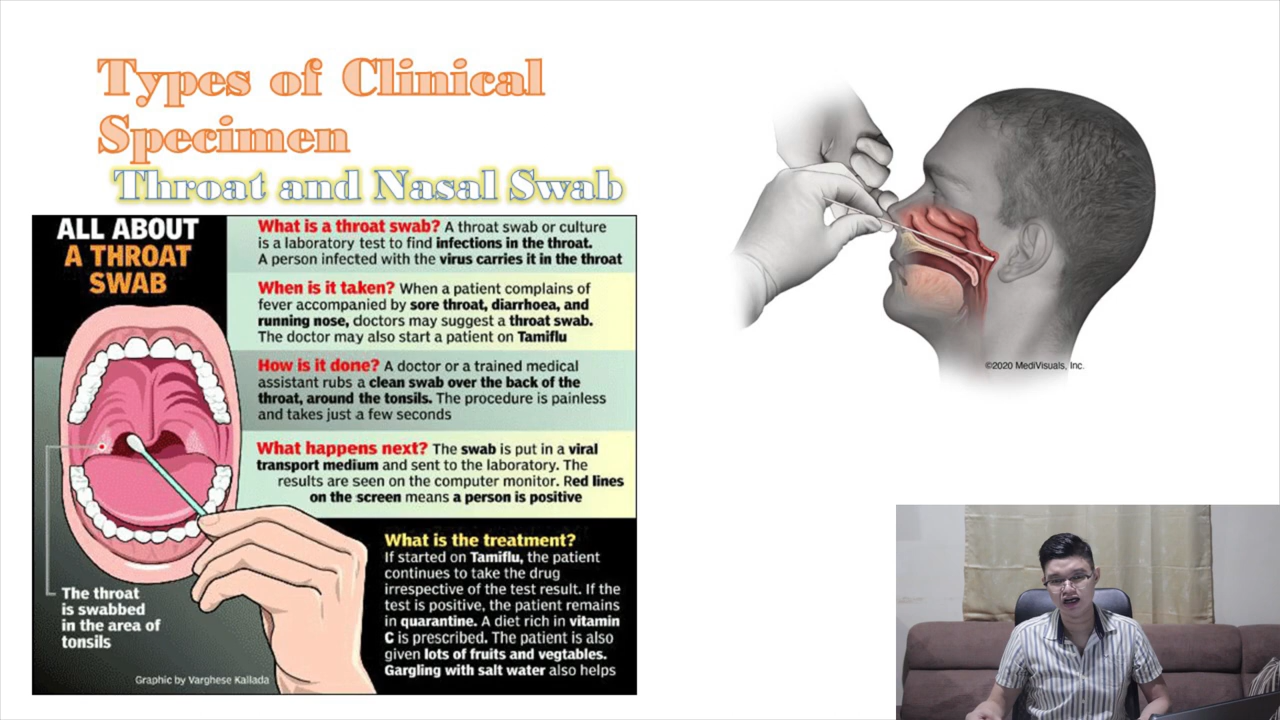 Types of Clinical
Specimen
Throat and Nasal Swab
ALL ABOUT
A THROAT
SWAB
What is a throat swab? A throat swab or culture
is a laboratory test to find infections in the throat.
A person infected with the virus carries it in the throat
When is it taken? When a patient complains of
fever accompanied by sore throat, diarrhoea, and
running nose, doctors may suggest a throat swab.
The doctor may also start a patient on Tamiflu
How is it done? A doctor or a trained medical
assistant rubs a clean swab over the back of the
throat, around the tonsils. The procedure is painless
and takes just a few seconds
What happens next? The swab is put in a viral
transport medium and sent to the laboratory. The
results are seen on the computer monitor. Red lines
on the screen means a person is positive
What is the treatment?
If started on Tamiflu, the patient
continues to take the drug
irrespective of the test result. If the
test is positive, the patient remains
in quarantine. A diet rich in vitamin
C is prescribed. The patient is also
given lots of fruits and vegtables.
Gargling with salt water also helps
The throat
is swabbed
in the area of
tonsils
Graphic by Varghese Kallada
©2020 MediVisuals, Inc.